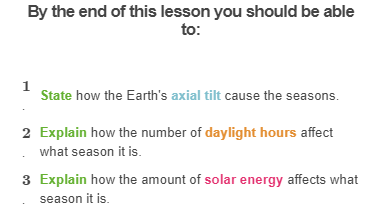 By the end of this lesson you should be able
to:
1
. State how the Earth's axial tilt cause the seasons.
2 Explain how the number of daylight hours affect
. what season it is.
3 Explain how the amount of solar energy affects what
. season it is.